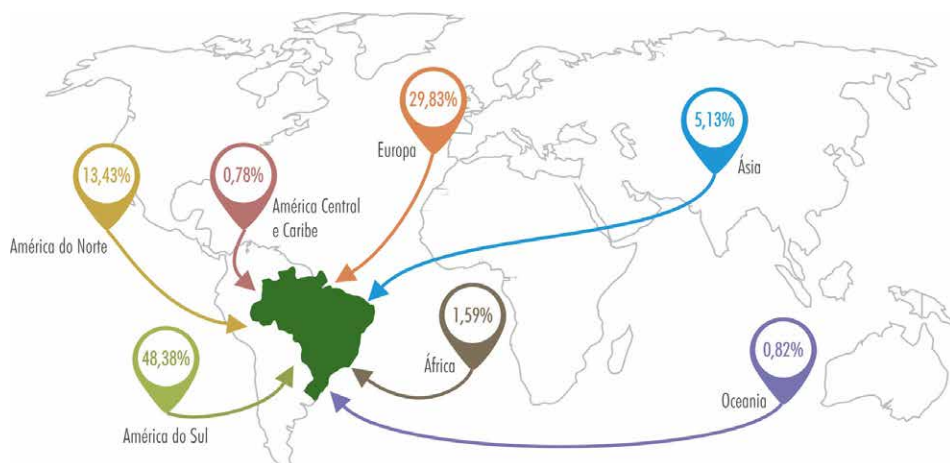 29,83%
Europa
5,13%
Ásia
13,43%
América do Norte
0,78%
América Central
e Caribe
48,38%
América do Sul
1,59%
África
0,82%
Oceania